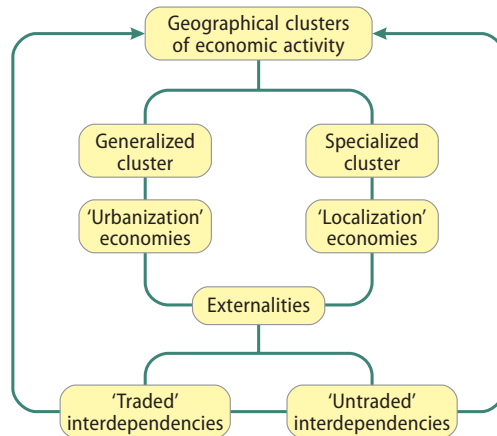 Geographical clusters
of economic activity
Generalized
cluster
Specialized
cluster
‘Urbanization’
economies
‘Localization’
economies
Externalities
‘Traded’
interdependencies
‘Untraded’
interdependencies